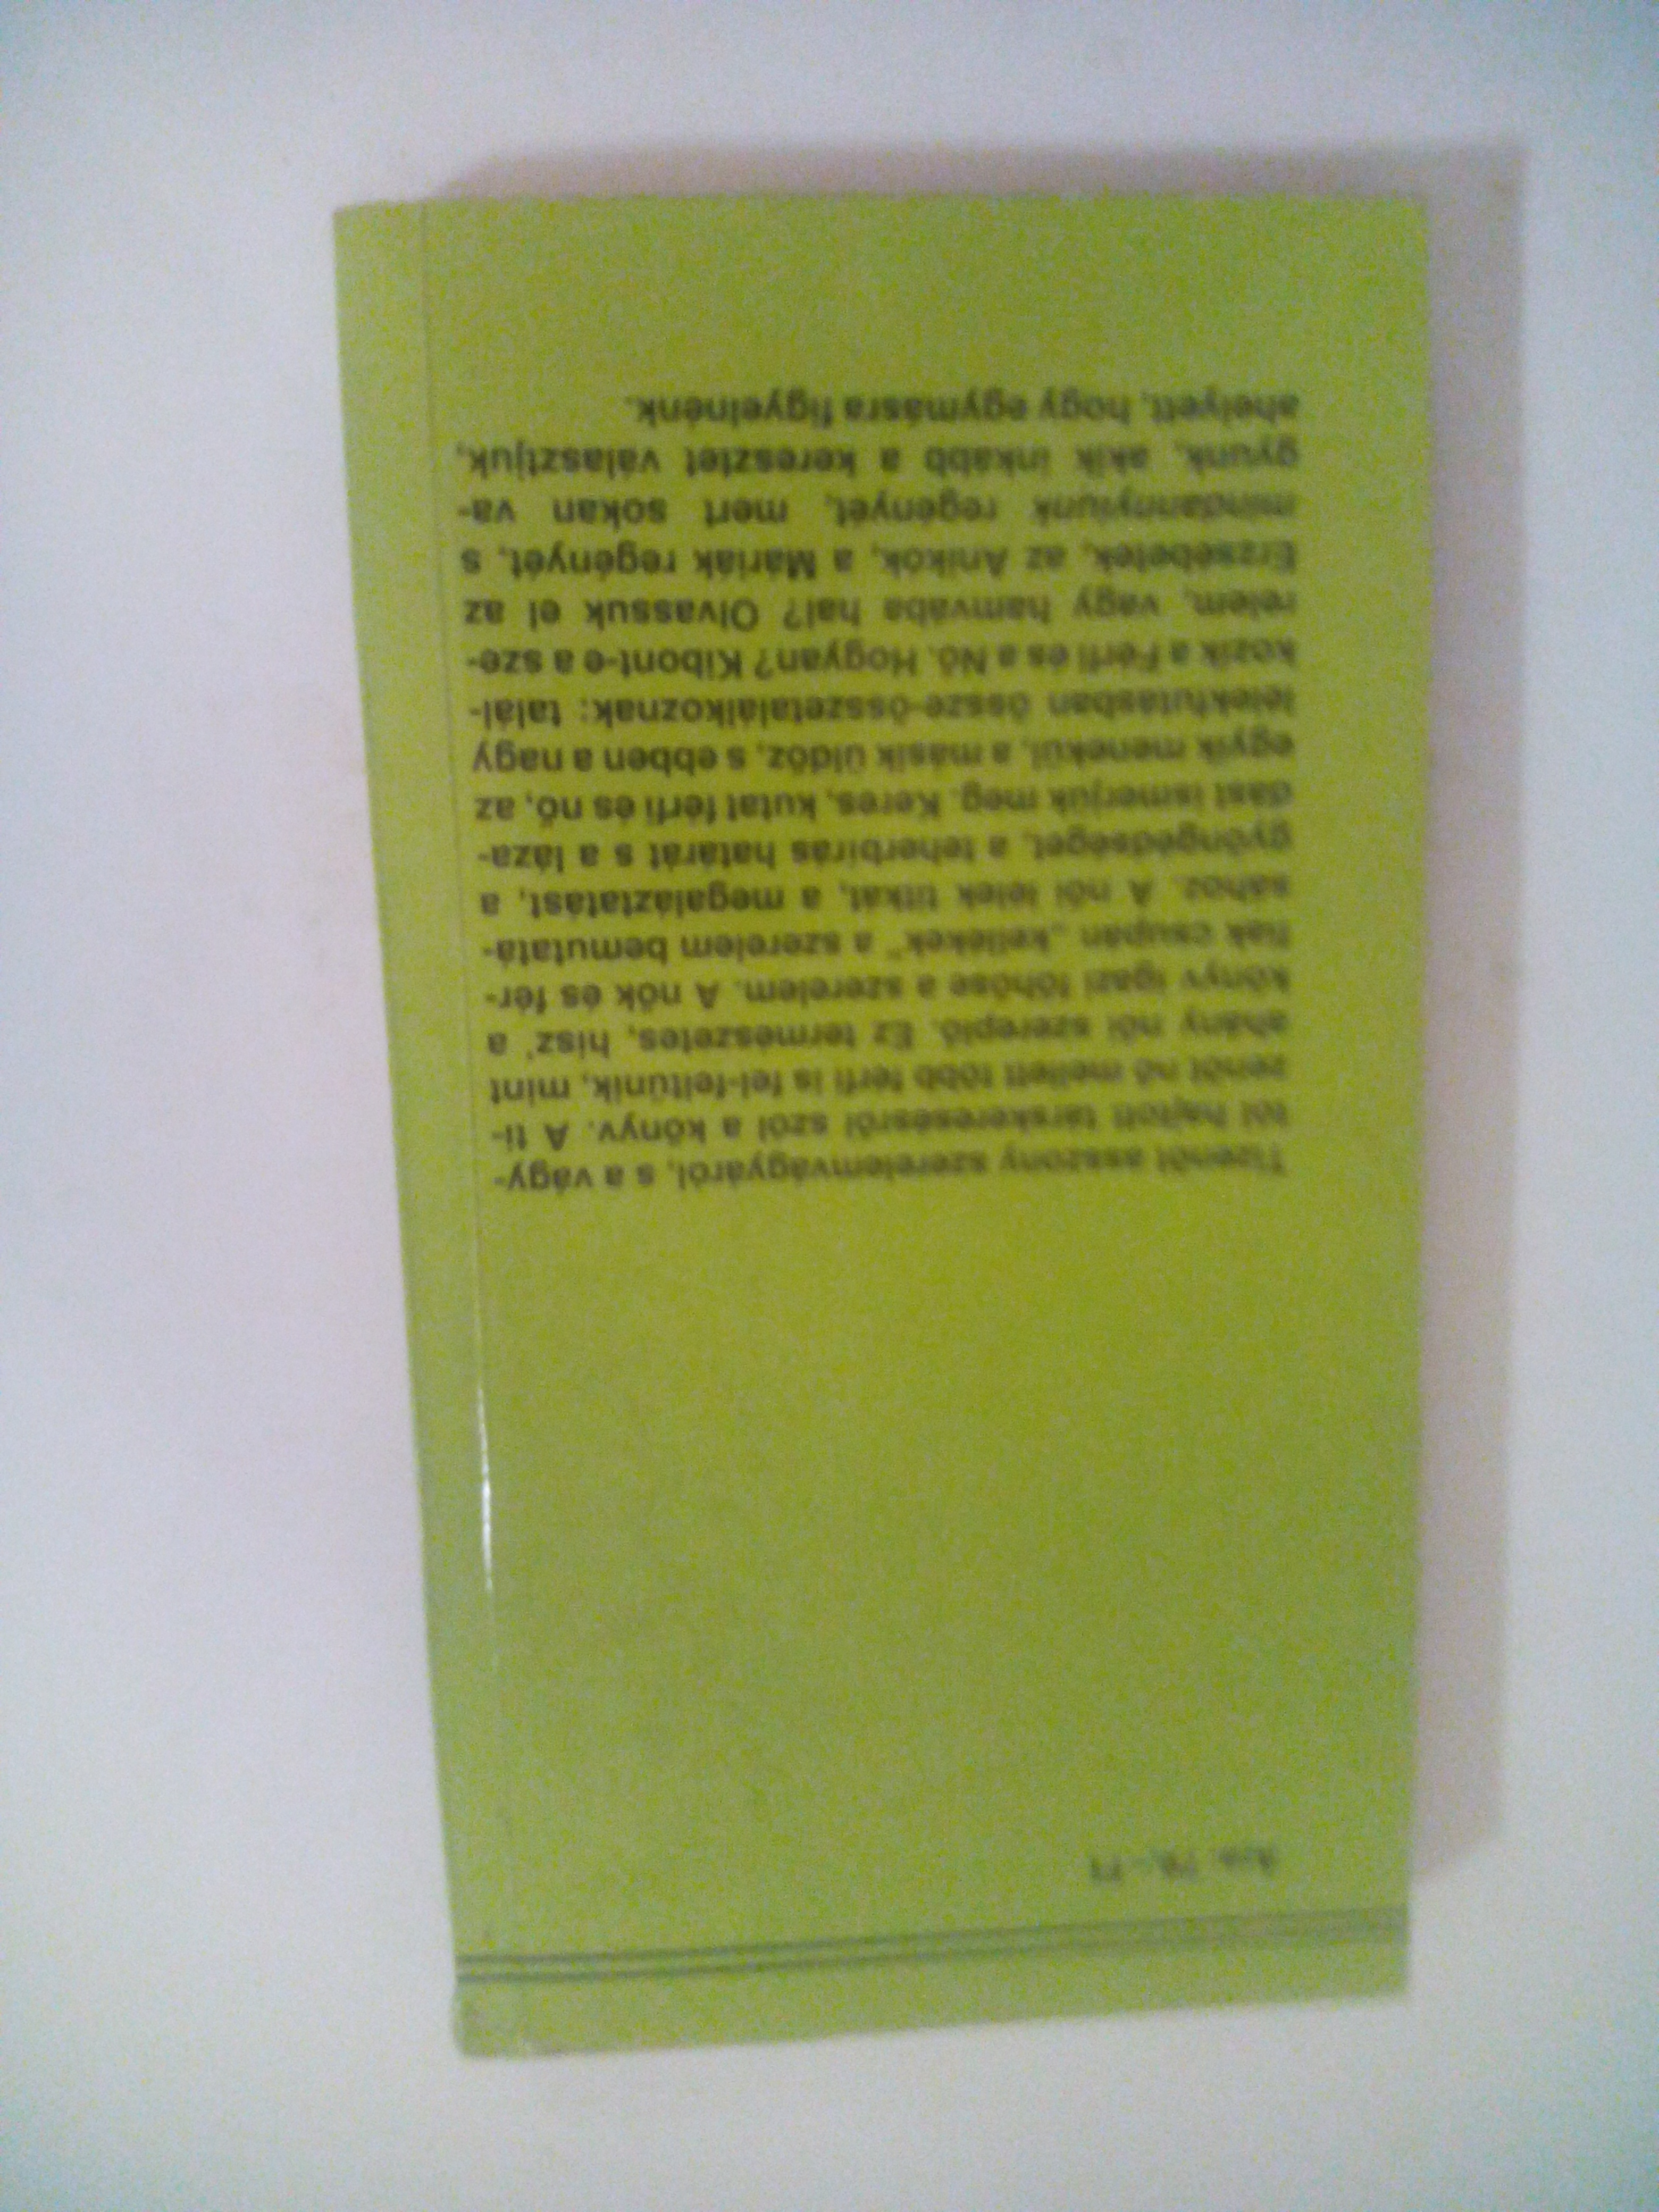 Tizenöt asszony szerelemvágyáról, s a vágy-
tól hajtott társkeresésről szól a könyv. A ti-
zenöt nő mellett több férfi is fel-feltűnik, mint
ahány női szereplő. Ez természetes, hisz' a
könyv igazi főhőse a szerelem. A nők és fér-
fiak csupán „kellékek” a szerelem bemutatá-
sához. A női lélek titkát, a megaláztatást, a
gyöngédséget, a teherbírás határát s a láza-
dást ismerjük meg. Keres, kutat férfi és nő, az
egyik menekül, a másik üldöz, s ebben a nagy
lélekfutásban össze-összetalálkoznak: talál-
kozik a Férfi és a Nő. Hogyan? Kibont-e a sze-
relem, vagy hamvába hal? Olvassuk el az
Erzsébetek, az Anikók, a Máriák regényét, s
mindannyiunk regényét, mert sokan va-
gyunk, akik inkább a keresztet választjuk,
ahelyett, hogy egymásra figyelnénk.
Ára: Ft